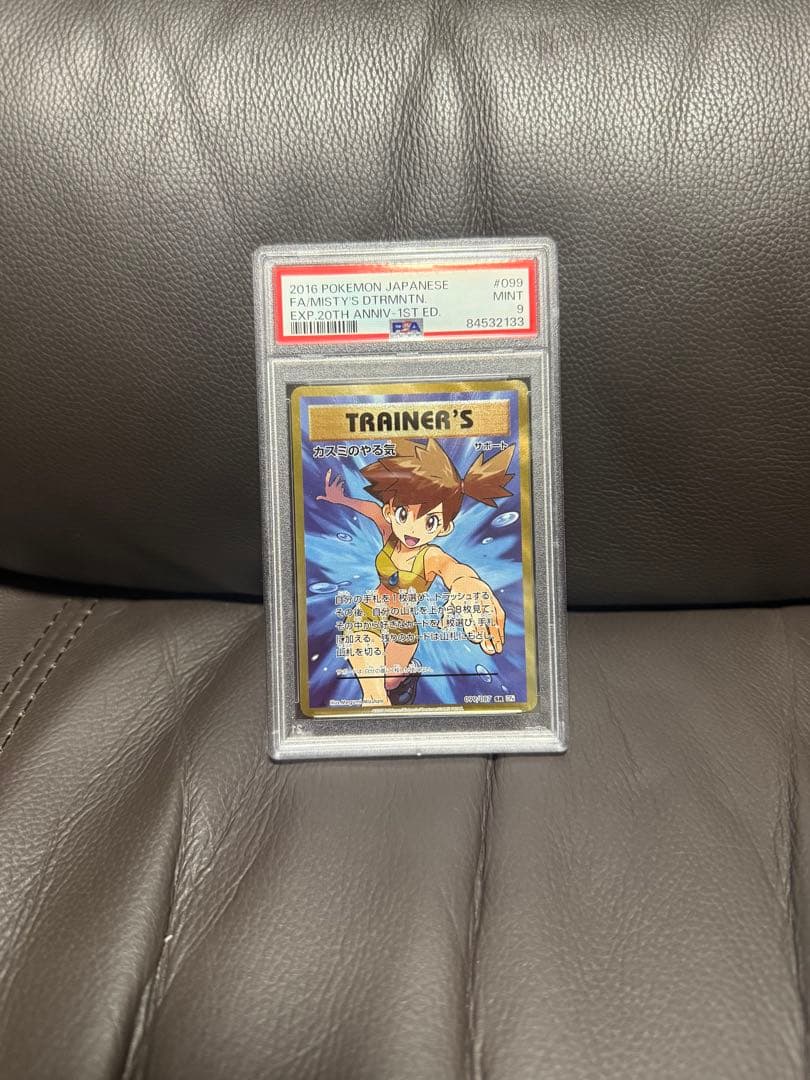 2016 POKEMON JAPANESE #099
FA/MISTY'S DTRMNTN. MINT
EXP.20TH ANNIV-1ST ED. 9
PSA 84532133
TRAINER'S
カスミのやる気 サポート
自分の手札を1枚選び、トラッシュする。
その後、自分の山札を上から8枚見て、
その中から好きなカードを1枚選び、手札
に加える。残りのカードは山札にもどし、
山札を切る。
099/087 SR